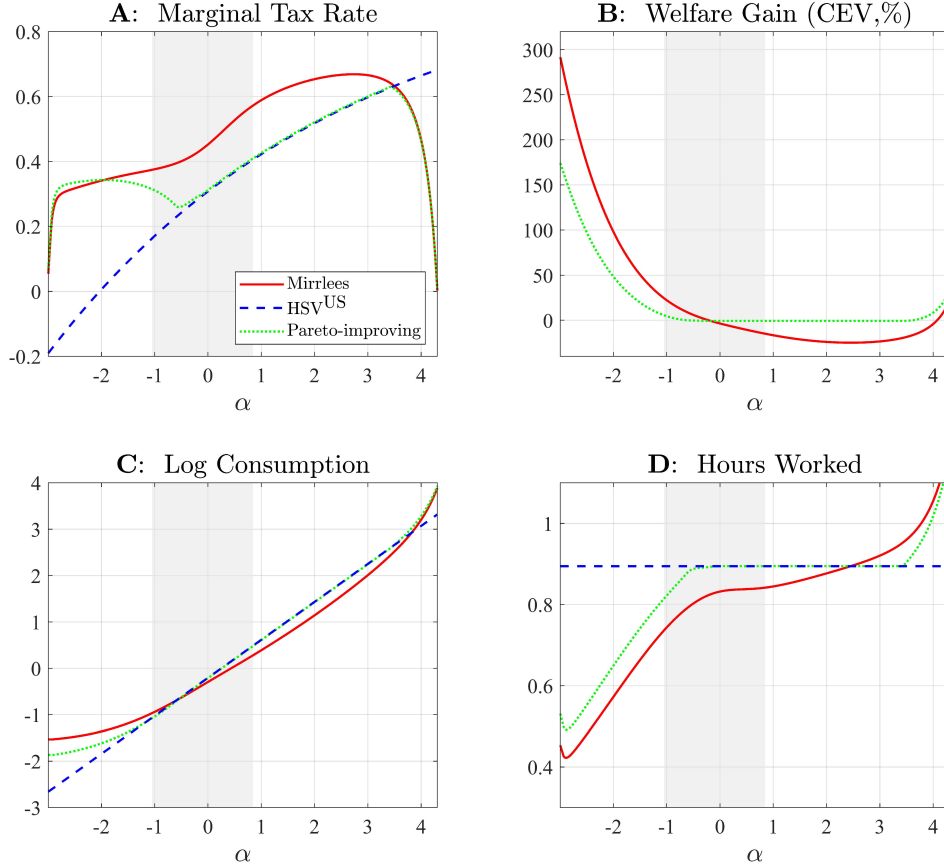 A: Marginal Tax Rate
0.8
0.6
0.4
0.2
0
-0.2
-2 -1 0 1 2 3 4
α
Mirrlees
HSV^US
Pareto-improving
B: Welfare Gain (CEV,%)
300
250
200
150
100
50
0
-2 -1 0 1 2 3 4
α
C: Log Consumption
4
3
2
1
0
-1
-2
-3
-2 -1 0 1 2 3 4
α
D: Hours Worked
1
0.8
0.6
0.4
-2 -1 0 1 2 3 4
α